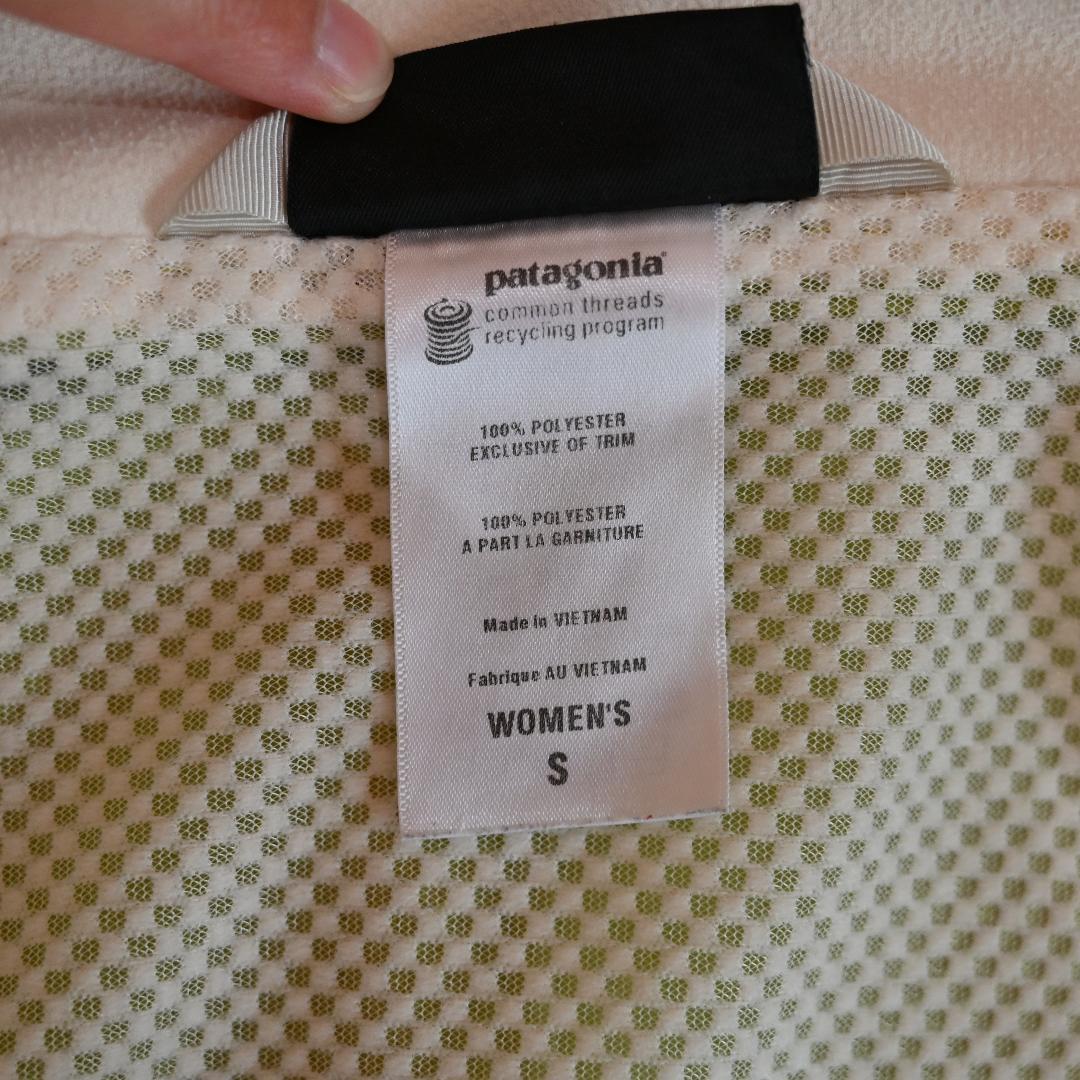 patagonia®
common threads
recycling program
100% POLYESTER
EXCLUSIVE OF TRIM
100% POLYESTER
A PART LA GARNITURE
Made in VIETNAM
Fabrique AU VIETNAM
WOMEN'S
S